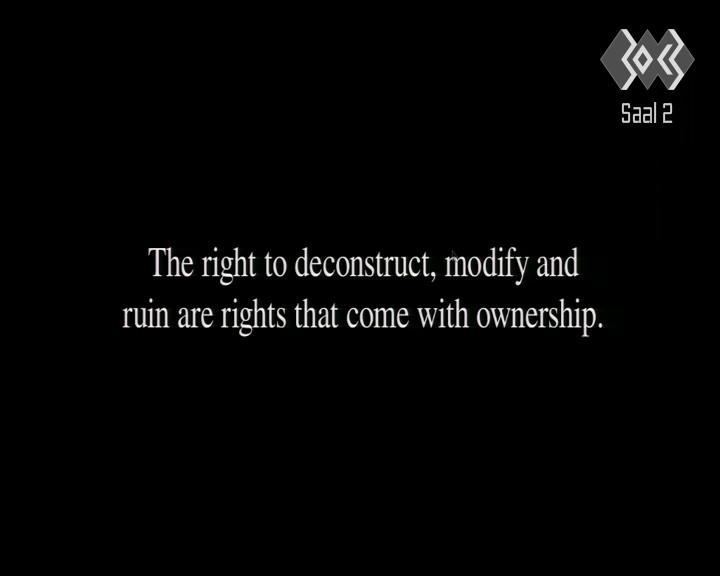 Saal 2
The right to deconstruct, modify and
ruin are rights that come with ownership.